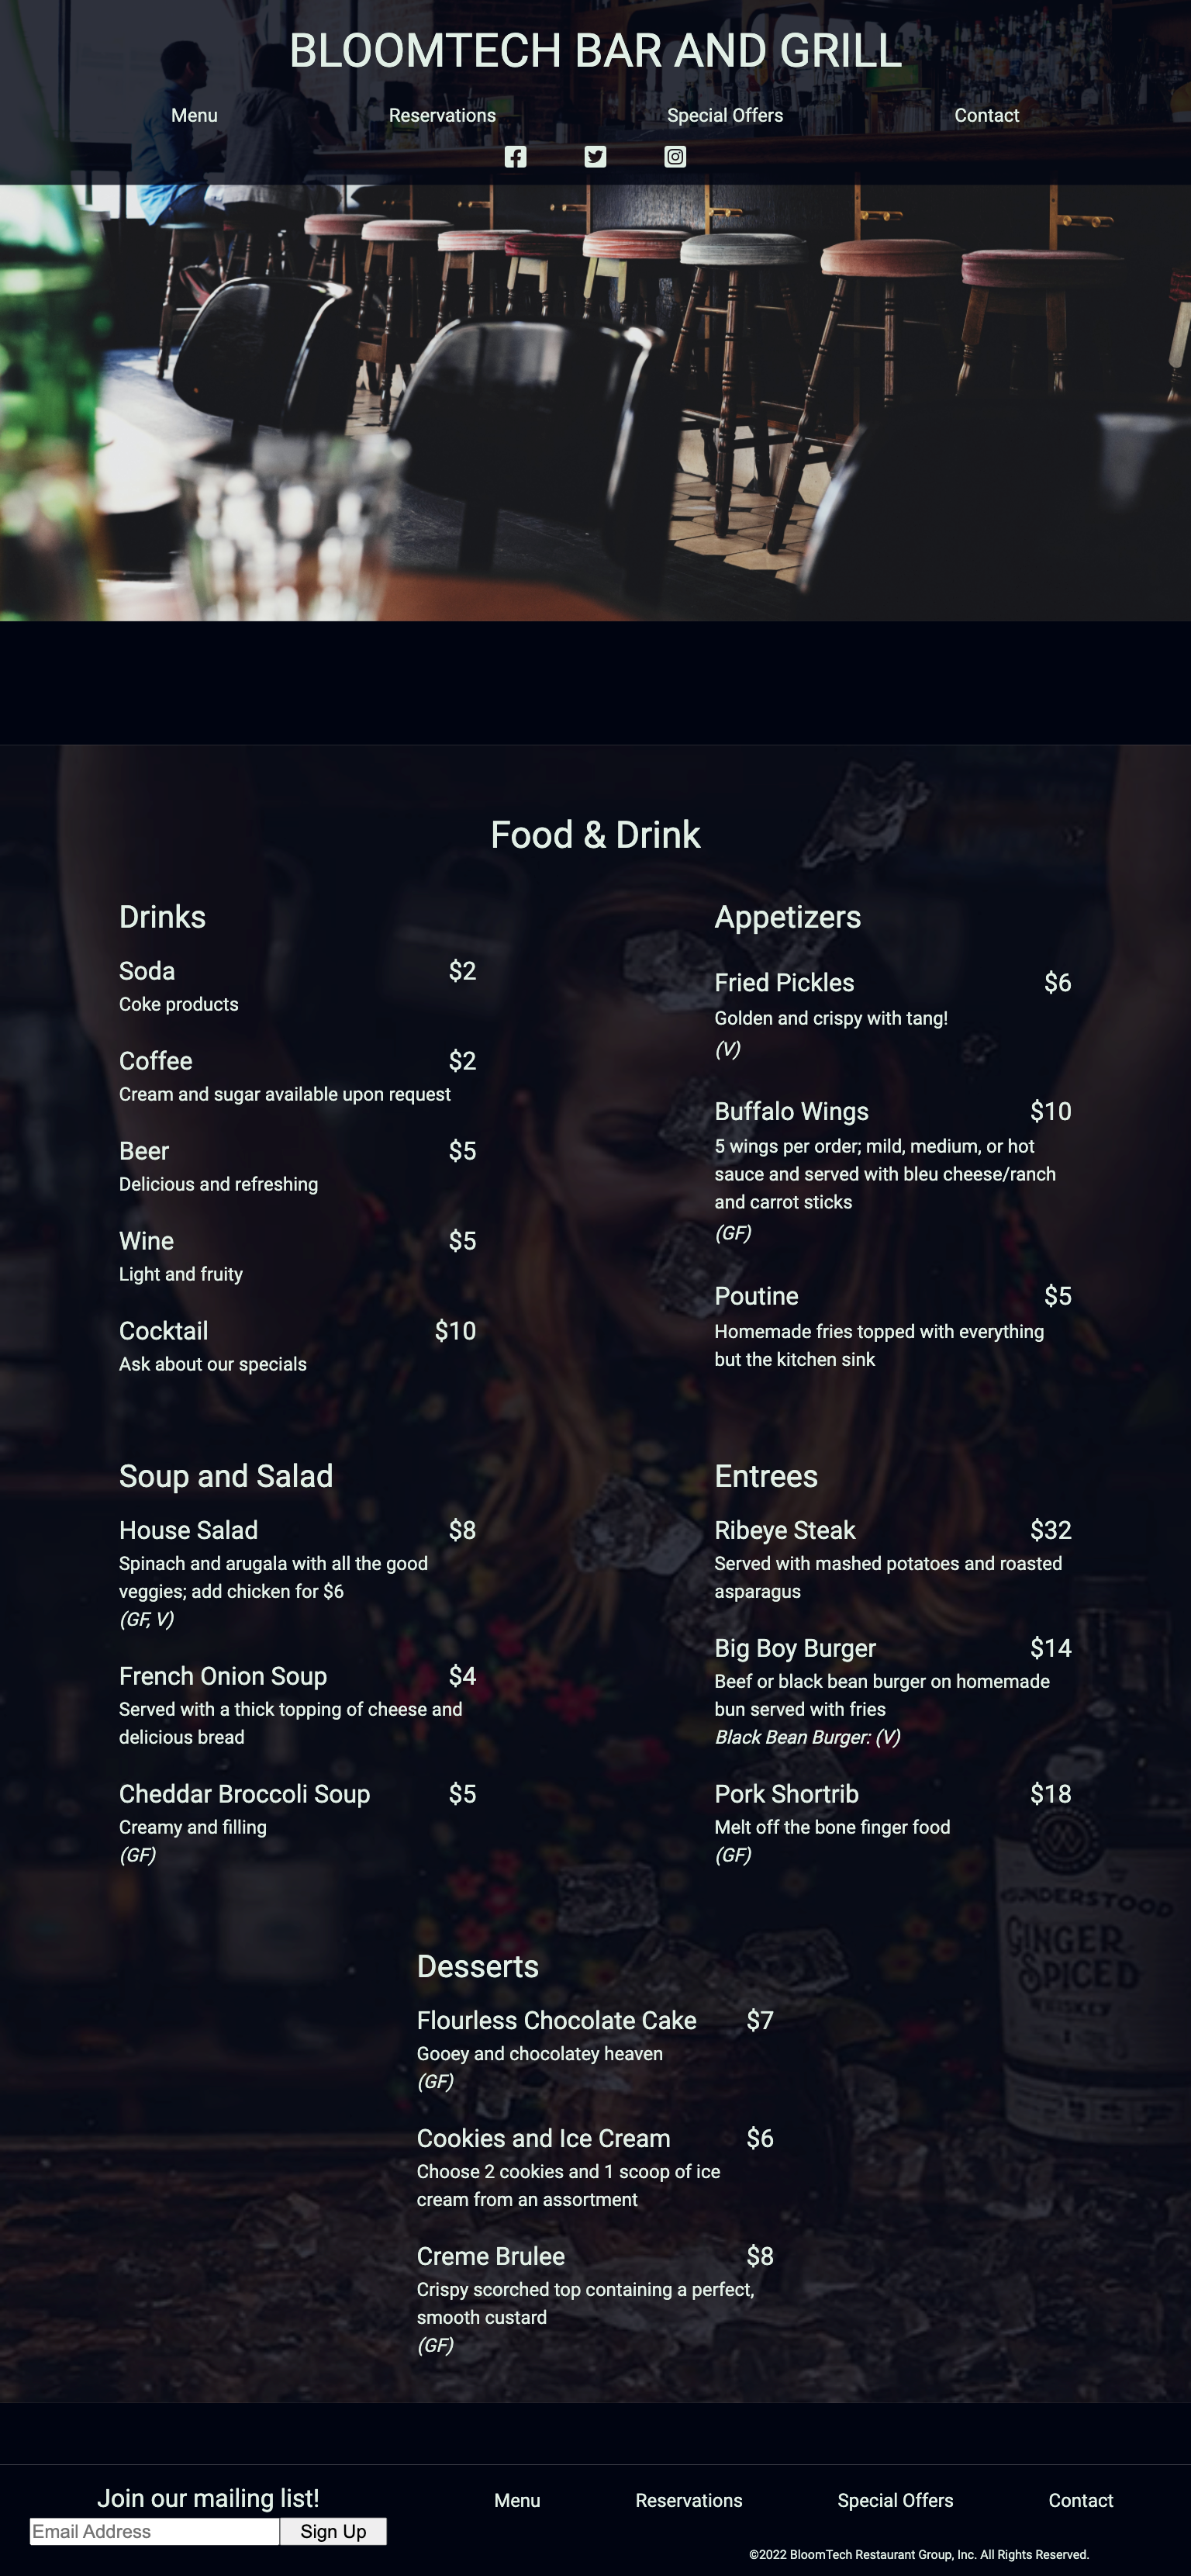 BLOOMTECH BAR AND GRILL
Menu Reservations Special Offers Contact
Food & Drink
Drinks
Soda $2
Coke products
Coffee $2
Cream and sugar available upon request
Beer $5
Delicious and refreshing
Wine $5
Light and fruity
Cocktail $10
Ask about our specials
Appetizers
Fried Pickles $6
Golden and crispy with tang!
(V)
Buffalo Wings $10
5 wings per order; mild, medium, or hot
sauce and served with bleu cheese/ranch
and carrot sticks
(GF)
Poutine $5
Homemade fries topped with everything
but the kitchen sink
Soup and Salad
House Salad $8
Spinach and arugala with all the good
veggies; add chicken for $6
(GF, V)
French Onion Soup $4
Served with a thick topping of cheese and
delicious bread
Cheddar Broccoli Soup $5
Creamy and filling
(GF)
Entrees
Ribeye Steak $32
Served with mashed potatoes and roasted
asparagus
Big Boy Burger $14
Beef or black bean burger on homemade
bun served with fries
Black Bean Burger: (V)
Pork Shortrib $18
Melt off the bone finger food
(GF)
GINGER
SPICED
WHISKEY
Desserts
Flourless Chocolate Cake $7
Gooey and chocolatey heaven
(GF)
Cookies and Ice Cream $6
Choose 2 cookies and 1 scoop of ice
cream from an assortment
Creme Brulee $8
Crispy scorched top containing a perfect,
smooth custard
(GF)
Join our mailing list!
Email Address Sign Up
Menu Reservations Special Offers Contact
©2022 BloomTech Restaurant Group, Inc. All Rights Reserved.